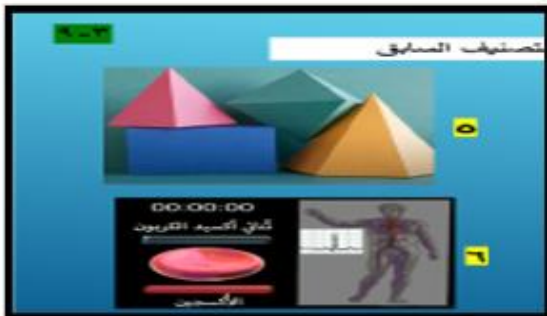 ٣-٩
تصنيف السابق
٥
00:00:00
ثاني أكسيد الكربون
الأكسجين
٦